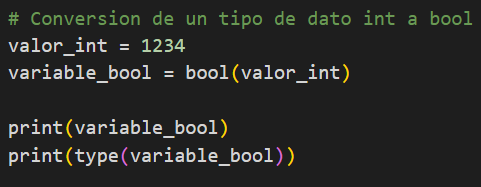 # Conversion de un tipo de dato int a bool
valor_int = 1234
variable_bool = bool(valor_int)
print(variable_bool)
print(type(variable_bool))